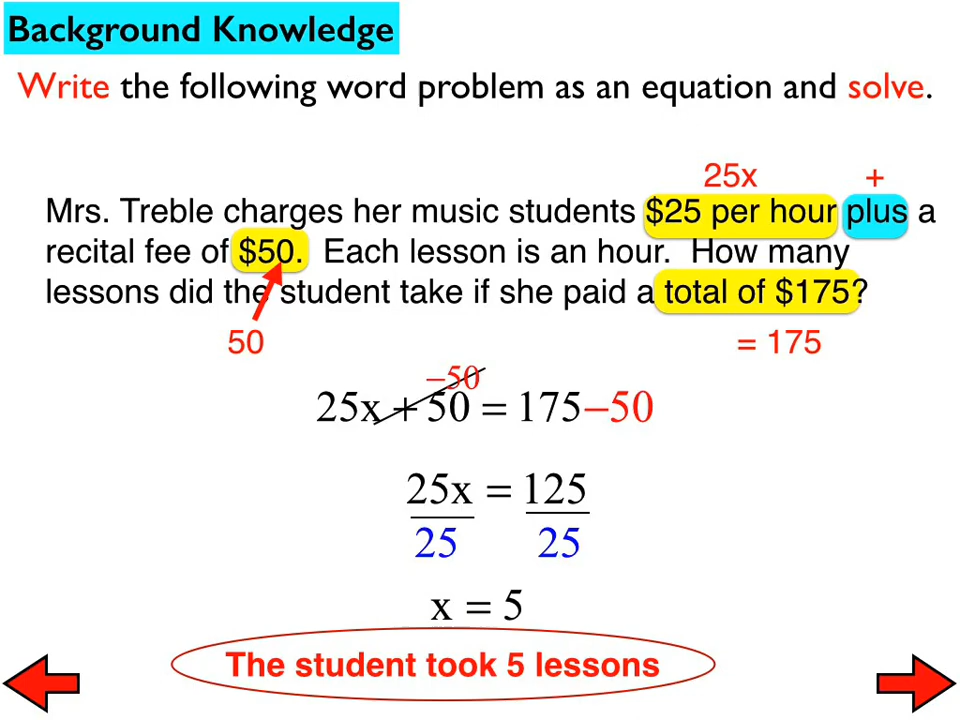 Background Knowledge
Write the following word problem as an equation and solve.
25x +
Mrs. Treble charges her music students $25 per hour plus a
recital fee of $50. Each lesson is an hour. How many
lessons did the student take if she paid a total of $175?
50 = 175
−50
25x + 50 = 175 −50
25x = 125
25 25
x = 5
The student took 5 lessons